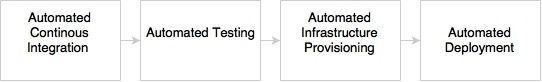 Automated
Continous
Integration
Automated Testing
Automated
Infrastructure
Provisioning
Automated
Deployment